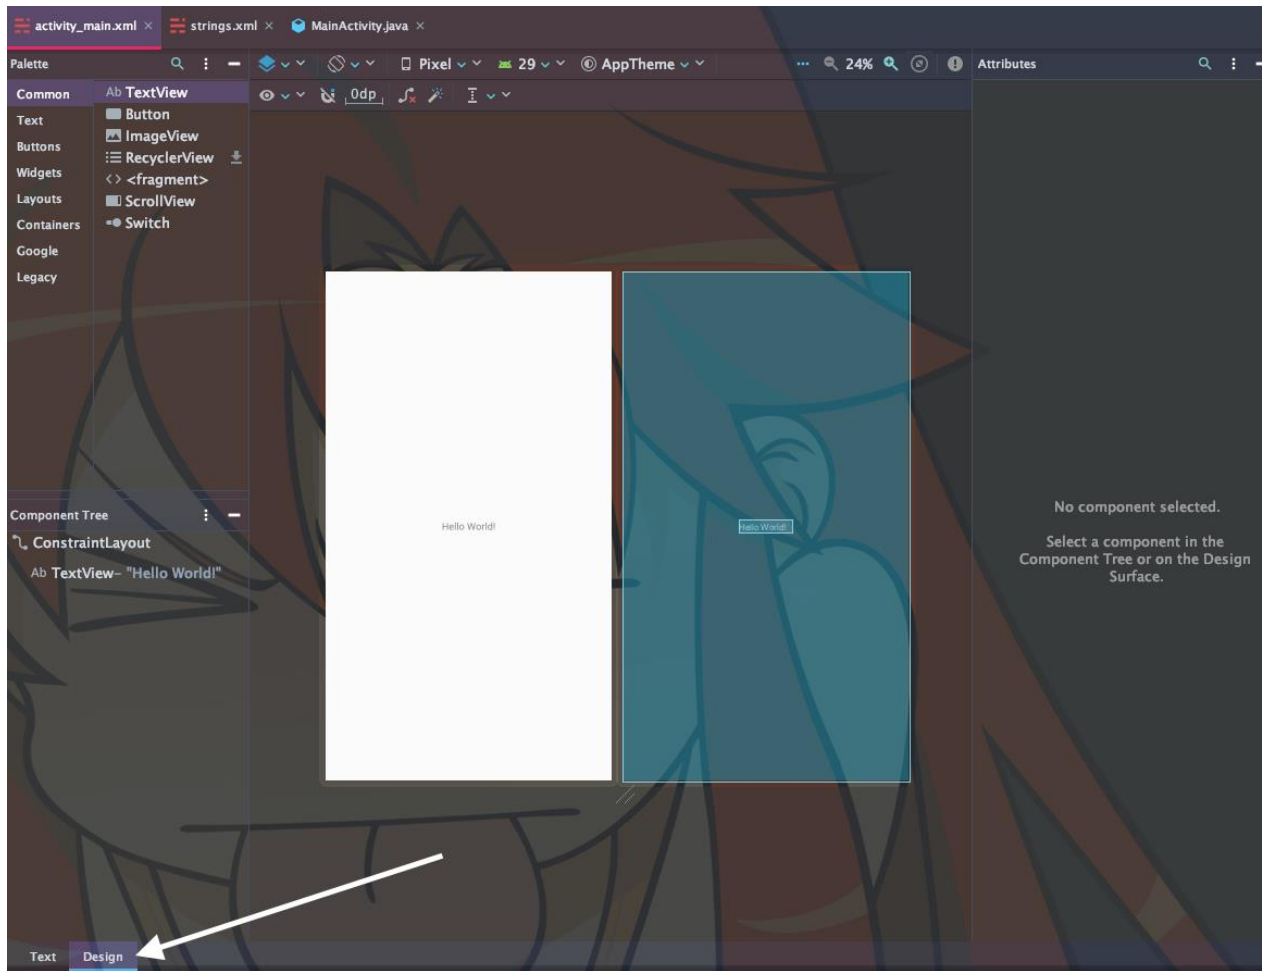 activity_main.xml × strings.xml × MainActivity.java ×
Palette
Pixel 29 AppTheme 24% Attributes
0dp
Common
Text
Buttons
Widgets
Layouts
Containers
Google
Legacy
Ab TextView
Button
ImageView
RecyclerView
<> <fragment>
ScrollView
Switch
Component Tree
ConstraintLayout
Ab TextView– "Hello World!"
Hello World!
Hello World!
No component selected.
Select a component in the
Component Tree or on the Design
Surface.
Text Design